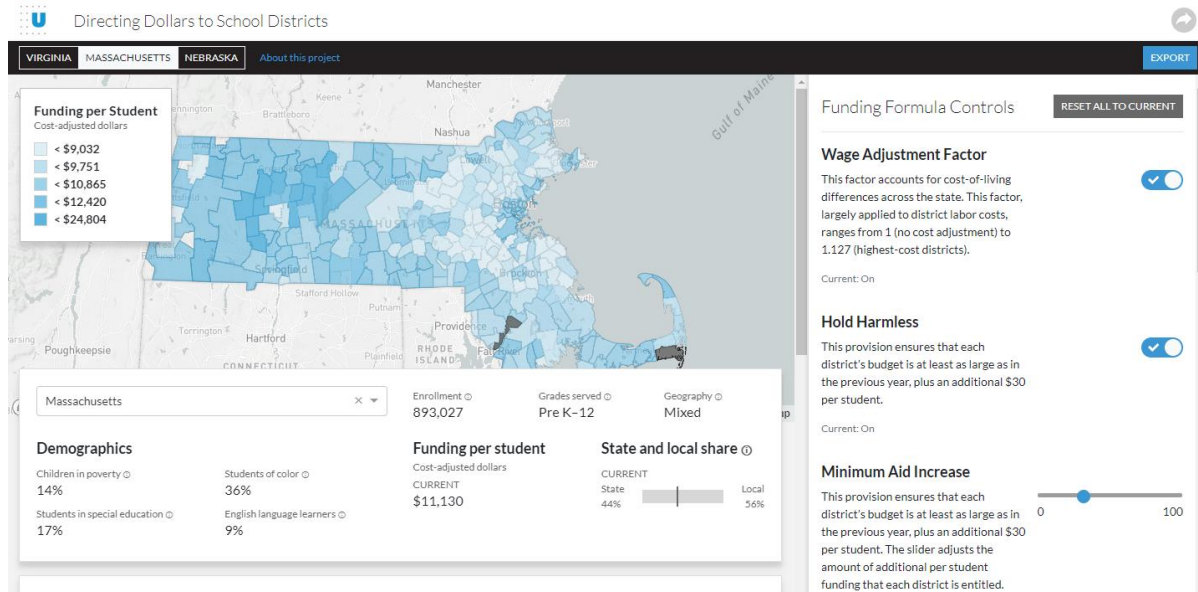 U Directing Dollars to School Districts
VIRGINIA MASSACHUSETTS NEBRASKA About this project EXPORT
Funding per Student
Cost-adjusted dollars
< $9,032
< $9,751
< $10,865
< $12,420
< $24,804
Manchester
Keene
Brattleboro
Nashua
Gulf of Maine
Lowell
Boston
MASSACHUSETTS
Springfield
Brockton
Stafford Hollow
Putnam
Providence
Torrington
Hartford
RHODE
ISLAND
Fall River
Poughkeepsie
Plainfield
CONNECTICUT
Massachusetts
Enrollment
893,027
Grades served
Pre K–12
Geography
Mixed
Demographics
Children in poverty
14%
Students of color
36%
Students in special education
17%
English language learners
9%
Funding per student
Cost-adjusted dollars
CURRENT
$11,130
State and local share
CURRENT
State
44%
Local
56%
Funding Formula Controls RESET ALL TO CURRENT
Wage Adjustment Factor
This factor accounts for cost-of-living
differences across the state. This factor,
largely applied to district labor costs,
ranges from 1 (no cost adjustment) to
1.127 (highest-cost districts).
Current: On
Hold Harmless
This provision ensures that each
district's budget is at least as large as in
the previous year, plus an additional $30
per student.
Current: On
Minimum Aid Increase
This provision ensures that each
district's budget is at least as large as in
the previous year, plus an additional $30
per student. The slider adjusts the
amount of additional per student
funding that each district is entitled.
0 100